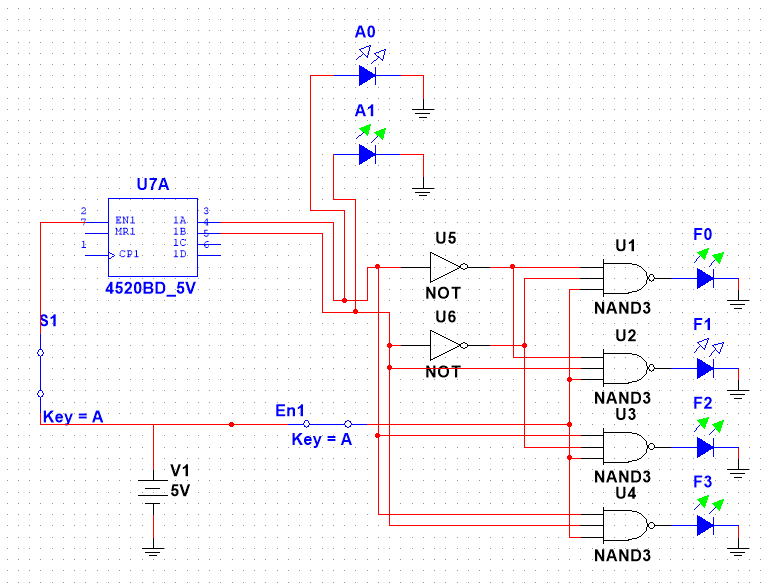 A0
A1
U7A
2
7
1
EN1
MR1
CP1
1A
1B
1C
1D
3
4
5
6
4520BD_5V
S1
Key = A
En1
Key = A
V1
5V
U5
NOT
U6
NOT
U1
NAND3
U2
NAND3
U3
NAND3
U4
NAND3
F0
F1
F2
F3